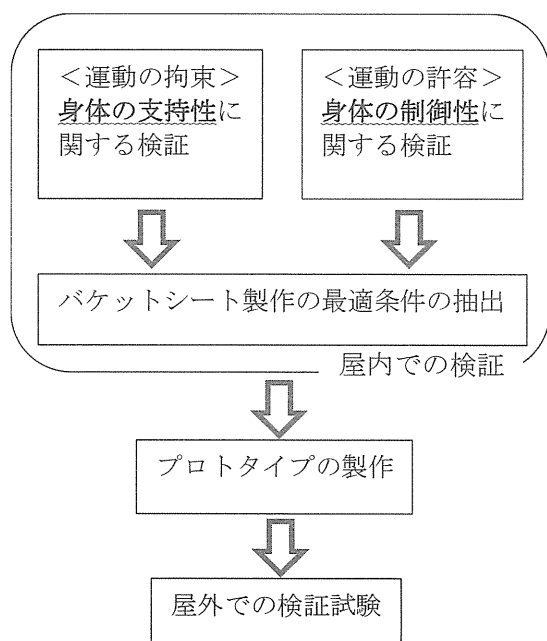 ＜運動の拘束＞
身体の支持性に
関する検証
＜運動の許容＞
身体の制御性に
関する検証
バケットシート製作の最適条件の抽出
屋内での検証
プロトタイプの製作
屋外での検証試験